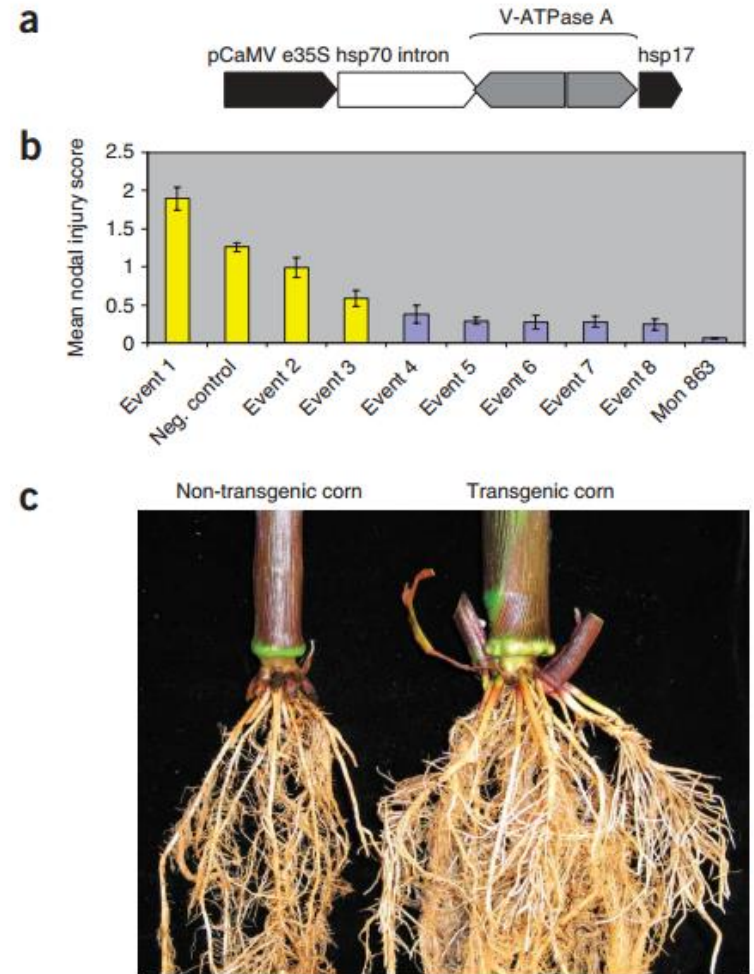 a
V-ATPase A
pCaMV e35S hsp70 intron hsp17
b
Mean nodal injury score
2.5
2
1.5
1
0.5
0
Event 1
Neg. control
Event 2
Event 3
Event 4
Event 5
Event 6
Event 7
Event 8
Mon 863
c
Non-transgenic corn Transgenic corn